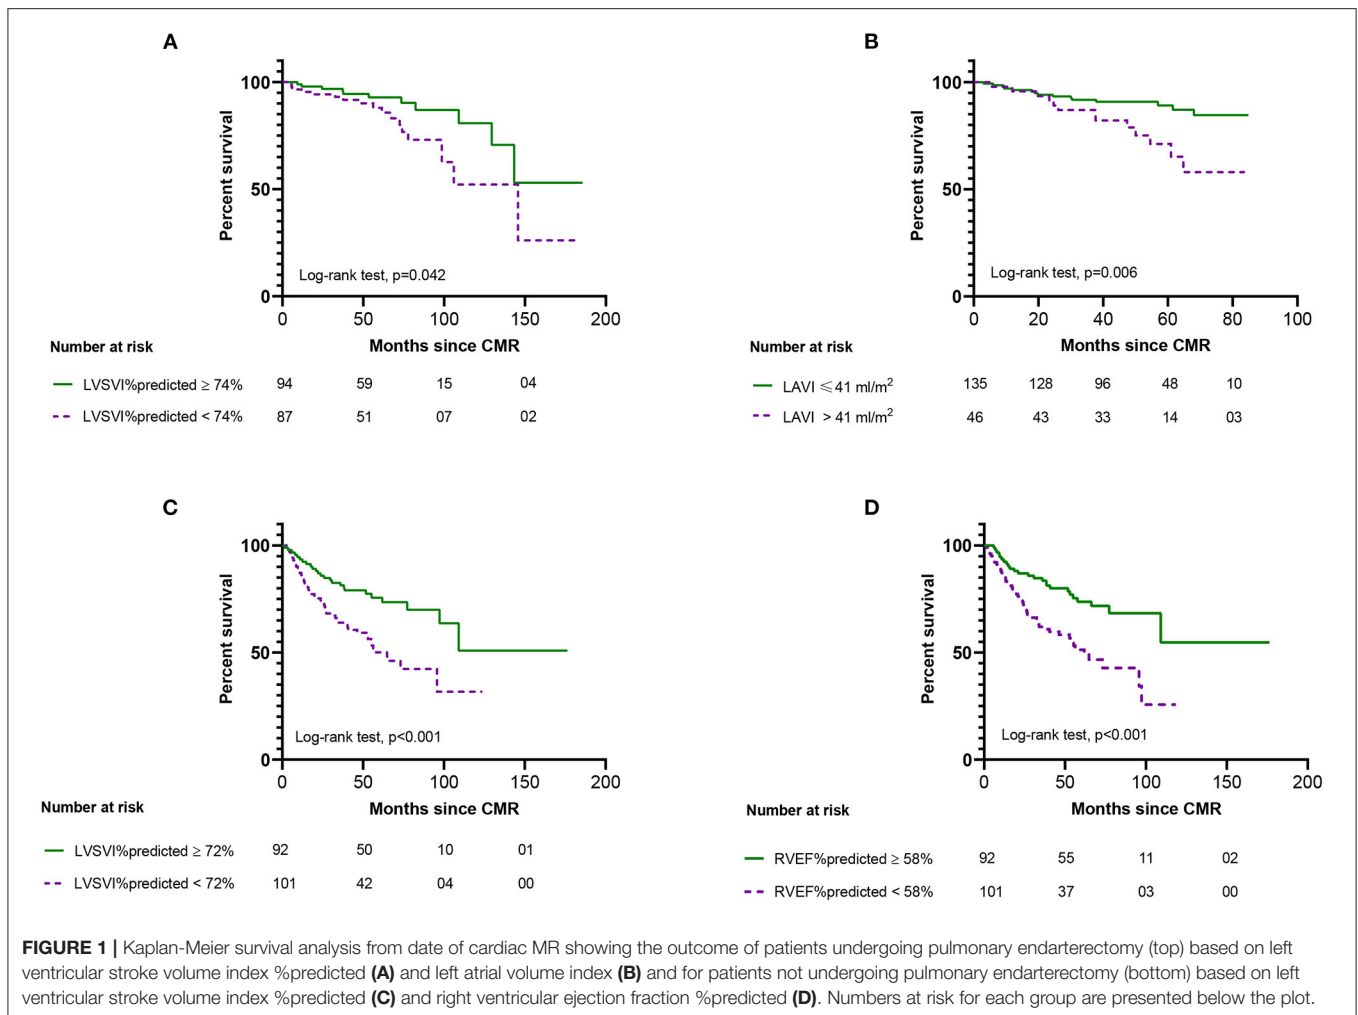 A
100
50
0
Percent survival
Log-rank test, p=0.042
0 50 100 150 200
Months since CMR
Number at risk
LVSVI%predicted ≥ 74% 94 59 15 04
LVSVI%predicted < 74% 87 51 07 02
B
100
50
0
Percent survival
Log-rank test, p=0.006
0 20 40 60 80 100
Months since CMR
Number at risk
LAVI ⩽41 ml/m² 135 128 96 48 10
LAVI > 41 ml/m² 46 43 33 14 03
C
100
50
0
Percent survival
Log-rank test, p<0.001
0 50 100 150 200
Months since CMR
Number at risk
LVSVI%predicted ≥ 72% 92 50 10 01
LVSVI%predicted < 72% 101 42 04 00
D
100
50
0
Percent survival
Log-rank test, p<0.001
0 50 100 150 200
Months since CMR
Number at risk
RVEF%predicted ≥ 58% 92 55 11 02
RVEF%predicted < 58% 101 37 03 00
FIGURE 1 | Kaplan-Meier survival analysis from date of cardiac MR showing the outcome of patients undergoing pulmonary endarterectomy (top) based on left
ventricular stroke volume index %predicted (A) and left atrial volume index (B) and for patients not undergoing pulmonary endarterectomy (bottom) based on left
ventricular stroke volume index %predicted (C) and right ventricular ejection fraction %predicted (D). Numbers at risk for each group are presented below the plot.